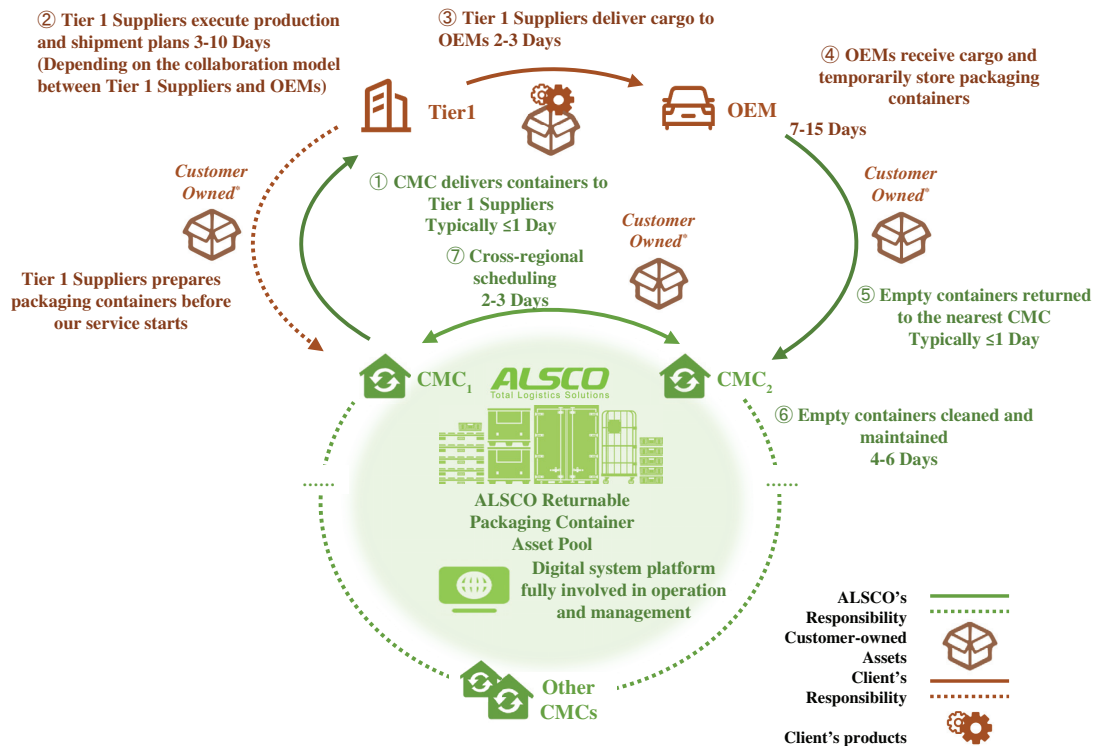 ② Tier 1 Suppliers execute production
and shipment plans 3-10 Days
(Depending on the collaboration model
between Tier 1 Suppliers and OEMs)
③ Tier 1 Suppliers deliver cargo to
OEMs 2-3 Days
④ OEMs receive cargo and
temporarily store packaging
containers
Tier1
OEM
7-15 Days
Customer
Owned*
① CMC delivers containers to
Tier 1 Suppliers
Typically ≤1 Day
Customer
Owned*
Customer
Owned*
⑦ Cross-regional
scheduling
2-3 Days
Tier 1 Suppliers prepares
packaging containers before
our service starts
⑤ Empty containers returned
to the nearest CMC
Typically ≤1 Day
CMC1
ALSCO
Total Logistics Solutions
CMC2
⑥ Empty containers cleaned and
maintained
4-6 Days
ALSCO Returnable
Packaging Container
Asset Pool
Digital system platform
fully involved in operation
and management
Other
CMCs
ALSCO's
Responsibility
Customer-owned
Assets
Client's
Responsibility
Client's products